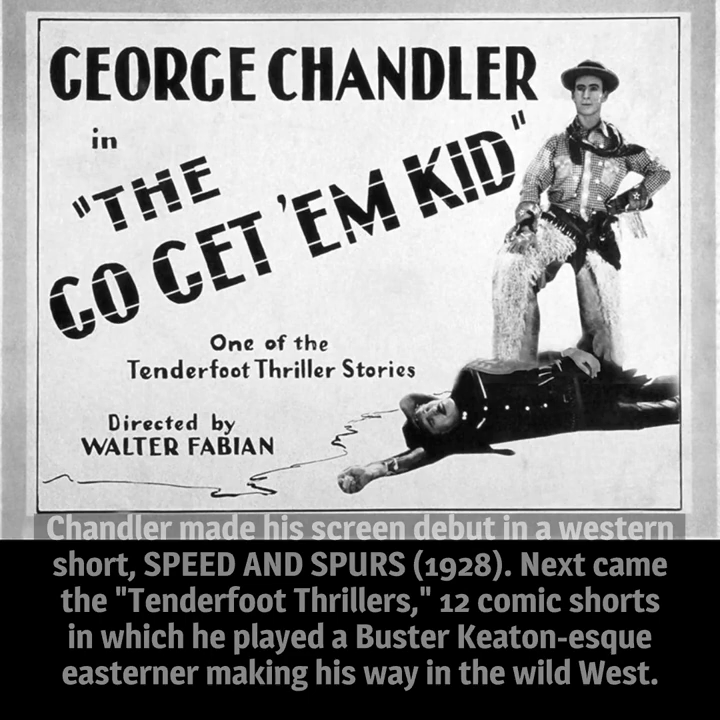 GEORGE CHANDLER
in
"THE
GO GET 'EM KID"
One of the
Tenderfoot Thriller Stories
Directed by
WALTER FABIAN
Chandler made his screen debut in a western
short, SPEED AND SPURS (1928). Next came
the "Tenderfoot Thrillers," 12 comic shorts
in which he played a Buster Keaton-esque
easterner making his way in the wild West.